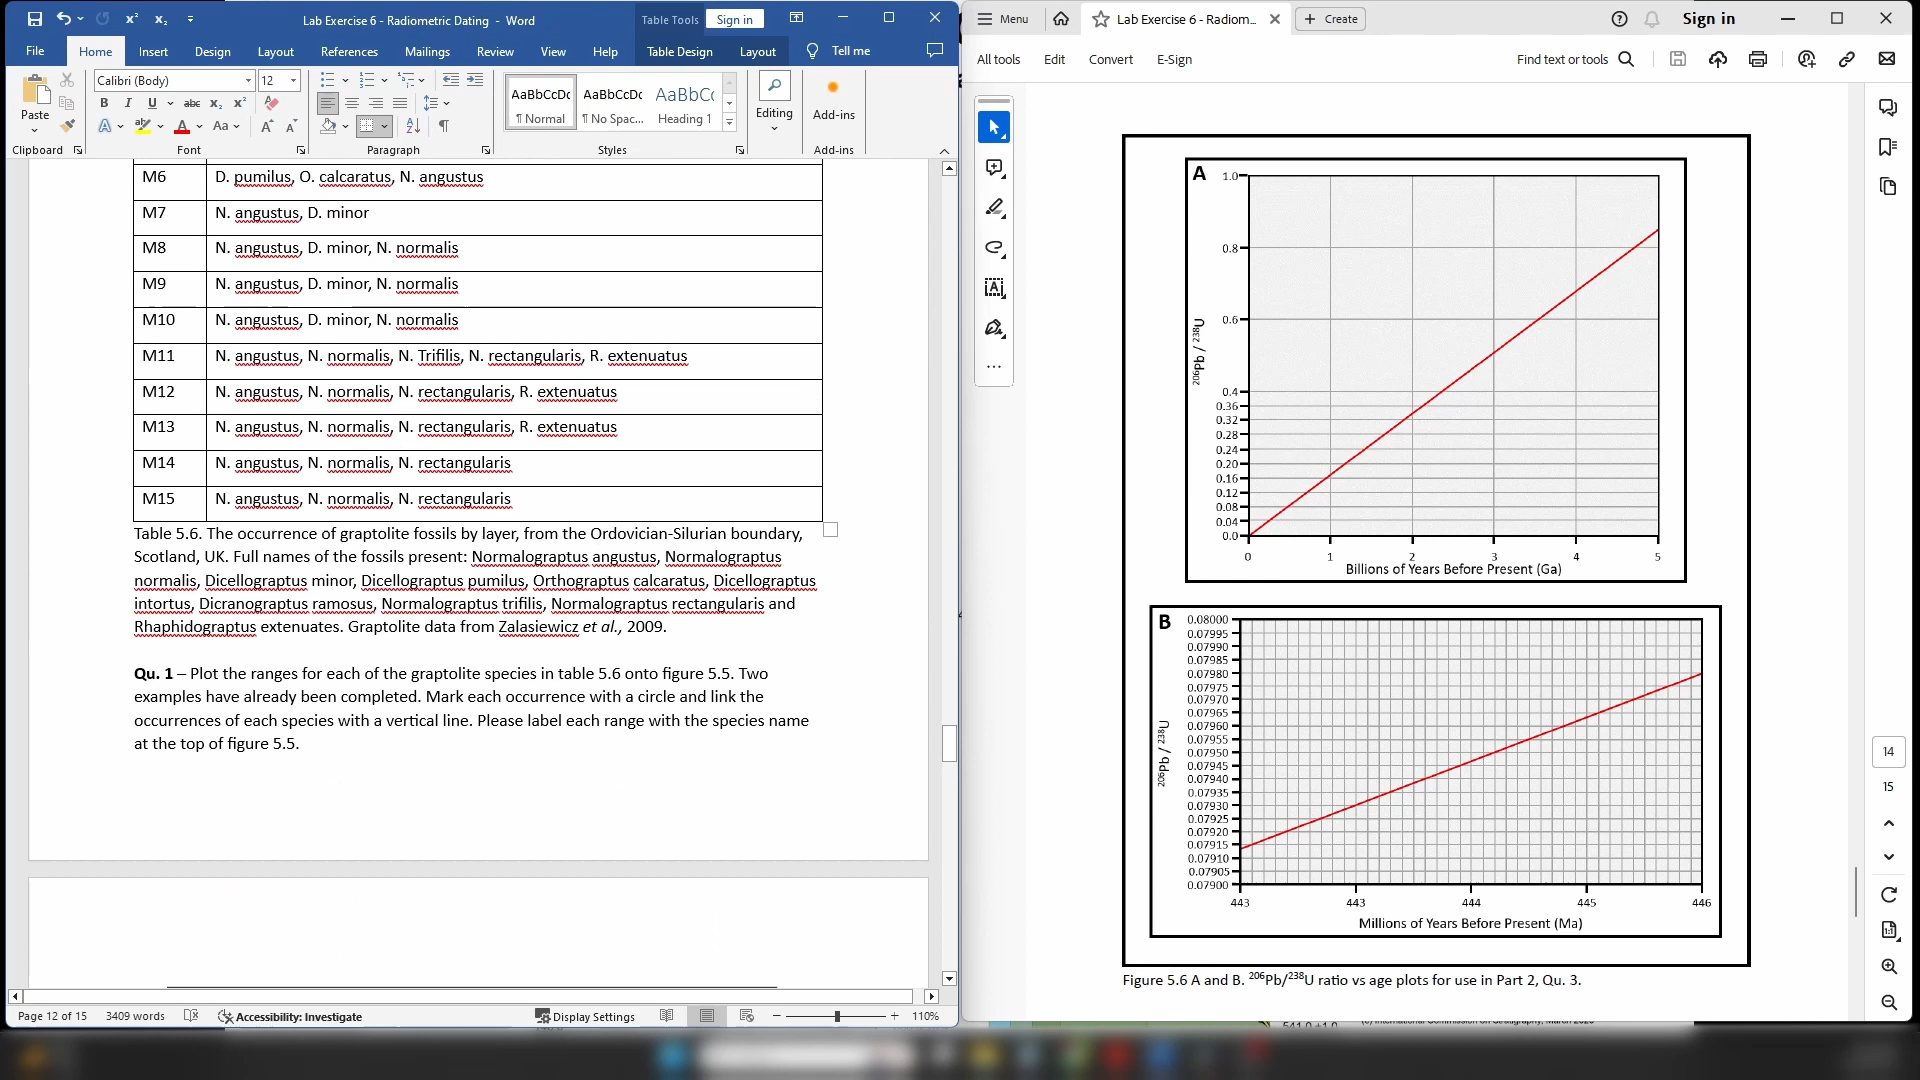 Lab Exercise 6 - Radiometric Dating - Word
Table Tools
Sign in
File
Home
Insert
Design
Layout
References
Mailings
Review
View
Help
Table Design
Layout
Tell me
Paste
Calibri (Body)
12
B I U abc x₂ x²
A Aa A A
AaBbCcDc
¶ Normal
AaBbCcDc
¶ No Spac...
AaBbCc
Heading 1
Editing
Add-ins
Clipboard
Font
Paragraph
Styles
Add-ins
M6 D. pumilus, O. calcaratus, N. angustus
M7 N. angustus, D. minor
M8 N. angustus, D. minor, N. normalis
M9 N. angustus, D. minor, N. normalis
M10 N. angustus, D. minor, N. normalis
M11 N. angustus, N. normalis, N. Trifilis, N. rectangularis, R. extenuatus
M12 N. angustus, N. normalis, N. rectangularis, R. extenuatus
M13 N. angustus, N. normalis, N. rectangularis, R. extenuatus
M14 N. angustus, N. normalis, N. rectangularis
M15 N. angustus, N. normalis, N. rectangularis
Table 5.6. The occurrence of graptolite fossils by layer, from the Ordovician-Silurian boundary,
Scotland, UK. Full names of the fossils present: Normalograptus angustus, Normalograptus
normalis, Dicellograptus minor, Dicellograptus pumilus, Orthograptus calcaratus, Dicellograptus
intortus, Dicranograptus ramosus, Normalograptus trifilis, Normalograptus rectangularis and
Rhaphidograptus extenuates. Graptolite data from Zalasiewicz et al., 2009.
Qu. 1 – Plot the ranges for each of the graptolite species in table 5.6 onto figure 5.5. Two
examples have already been completed. Mark each occurrence with a circle and link the
occurrences of each species with a vertical line. Please label each range with the species name
at the top of figure 5.5.
Page 12 of 15
3409 words
Accessibility: Investigate
Display Settings
110%
Menu
Lab Exercise 6 - Radiom...
Create
Sign in
All tools
Edit
Convert
E-Sign
Find text or tools
A
1.0
0.8
0.6
0.4
0.36
0.32
0.28
0.24
0.20
0.16
0.12
0.08
0.04
0.0
²⁰⁶Pb / ²³⁸U
0 1 2 3 4 5
Billions of Years Before Present (Ga)
B
0.08000
0.07995
0.07990
0.07985
0.07980
0.07975
0.07970
0.07965
0.07960
0.07955
0.07950
0.07945
0.07940
0.07935
0.07930
0.07925
0.07920
0.07915
0.07910
0.07905
0.07900
²⁰⁶Pb / ²³⁸U
443 443 444 445 446
Millions of Years Before Present (Ma)
Figure 5.6 A and B. ²⁰⁶Pb/²³⁸U ratio vs age plots for use in Part 2, Qu. 3.
14
15
1:1